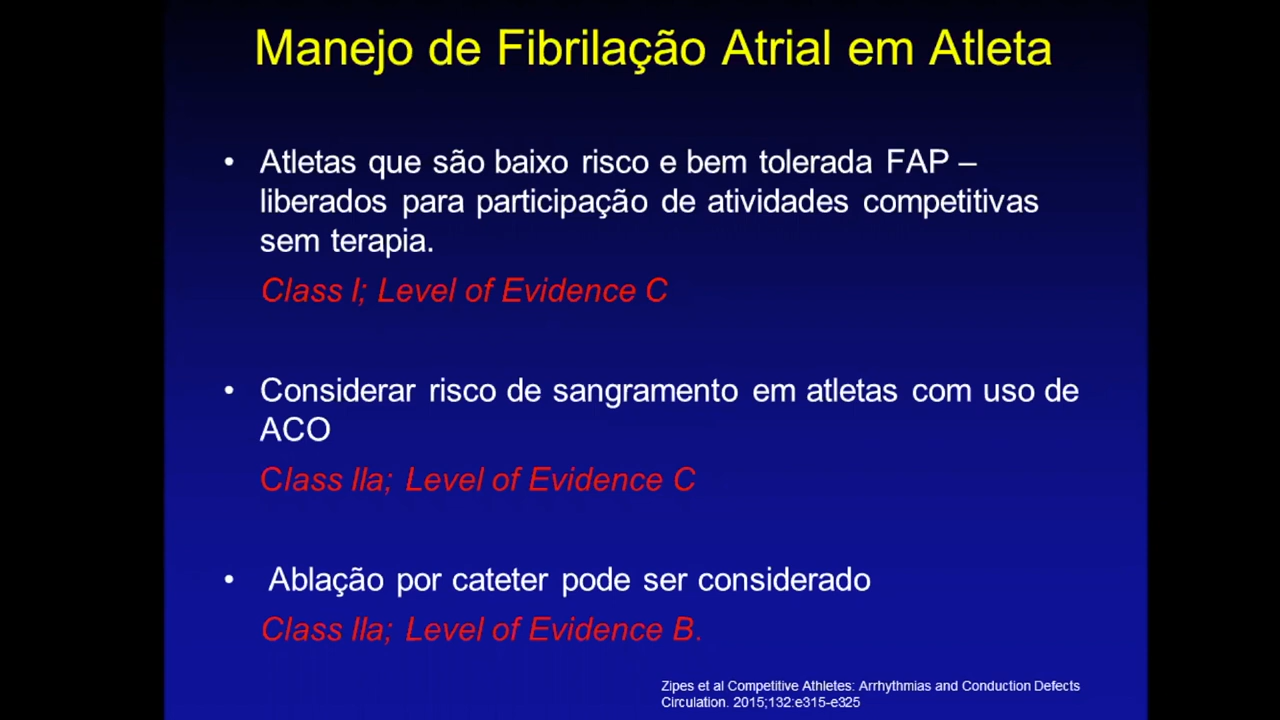 Manejo de Fibrilação Atrial em Atleta
• Atletas que são baixo risco e bem tolerada FAP –
liberados para participação de atividades competitivas
sem terapia.
Class I; Level of Evidence C
• Considerar risco de sangramento em atletas com uso de
ACO
Class IIa; Level of Evidence C
• Ablação por cateter pode ser considerado
Class IIa; Level of Evidence B.
Zipes et al Competitive Athletes: Arrhythmias and Conduction Defects
Circulation. 2015;132:e315-e325